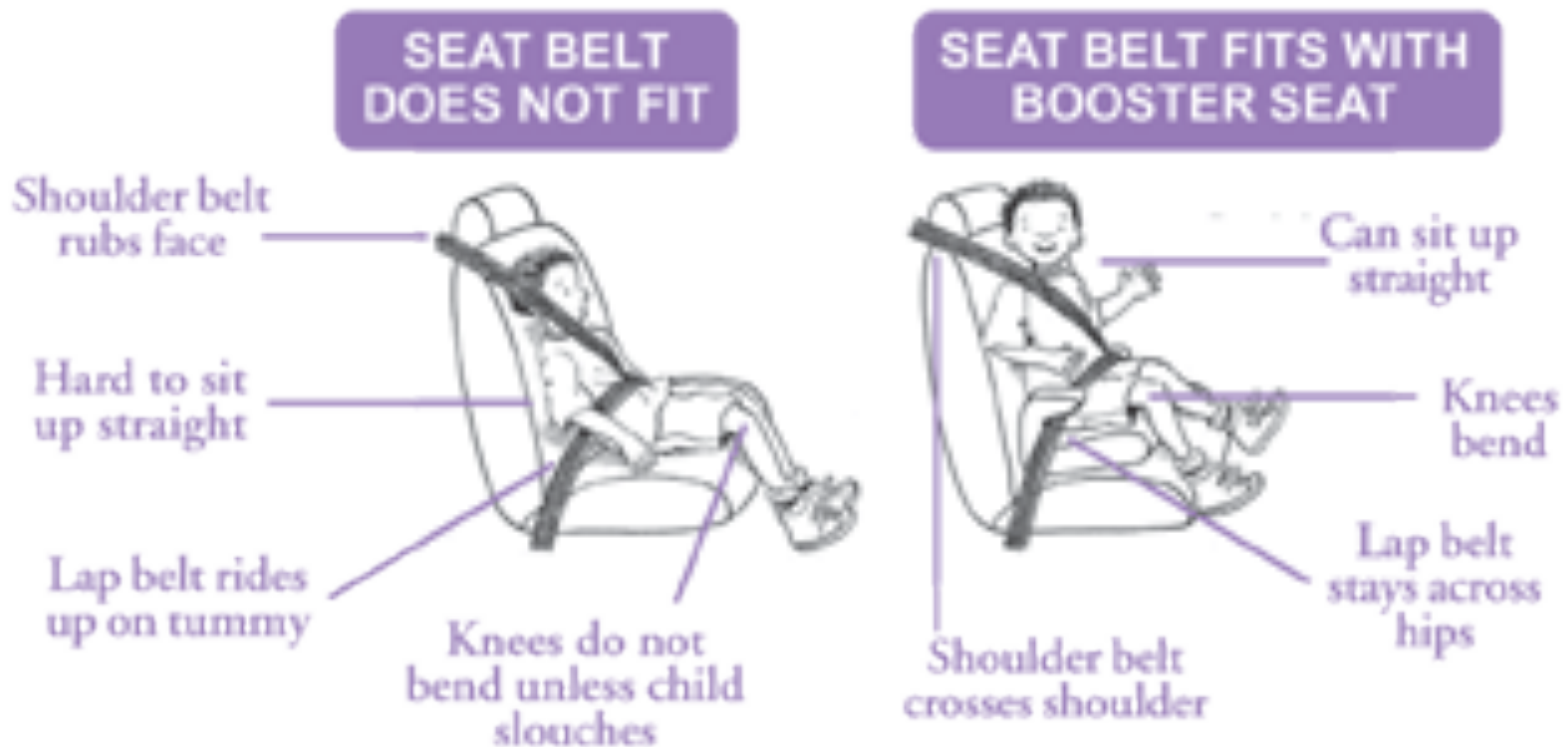 SEAT BELT
DOES NOT FIT
Shoulder belt
rubs face
Hard to sit
up straight
Lap belt rides
up on tummy
Knees do not
bend unless child
slouches
SEAT BELT FITS WITH
BOOSTER SEAT
Can sit up
straight
Knees
bend
Lap belt
stays across
hips
Shoulder belt
crosses shoulder